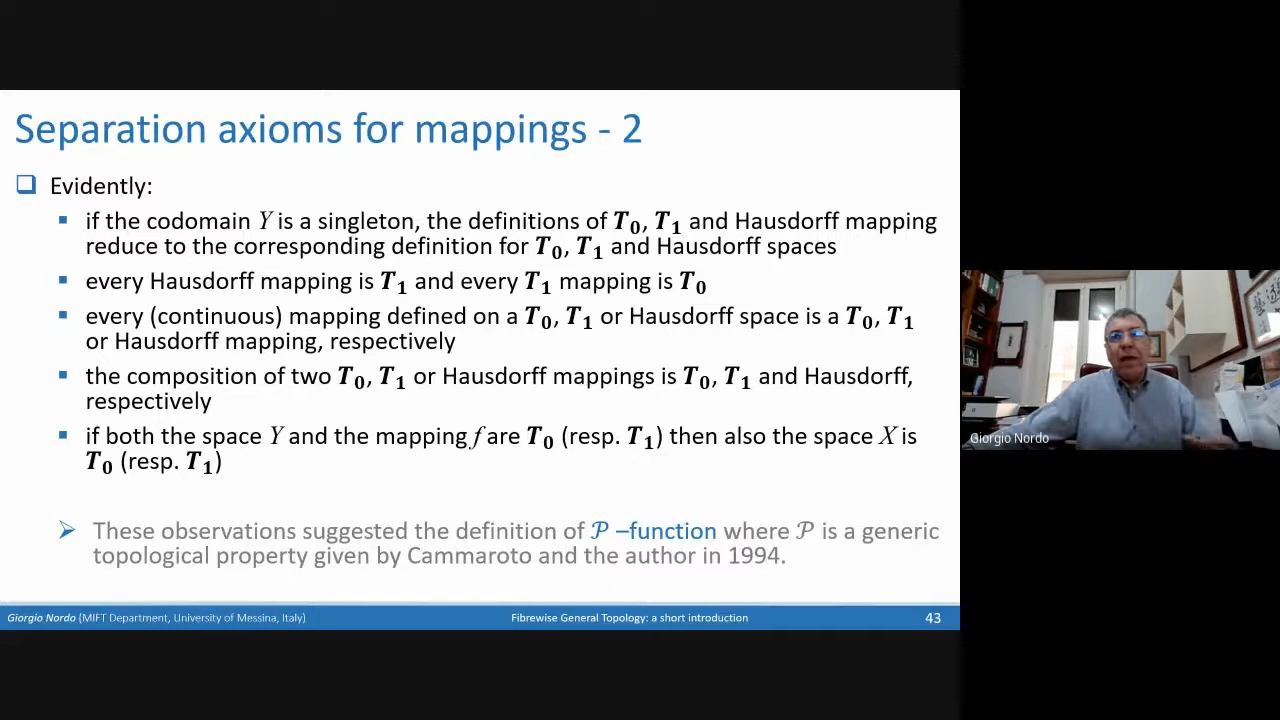 Separation axioms for mappings - 2
Evidently:
if the codomain Y is a singleton, the definitions of T₀, T₁ and Hausdorff mapping
reduce to the corresponding definition for T₀, T₁ and Hausdorff spaces
every Hausdorff mapping is T₁ and every T₁ mapping is T₀
every (continuous) mapping defined on a T₀, T₁ or Hausdorff space is a T₀, T₁
or Hausdorff mapping, respectively
the composition of two T₀, T₁ or Hausdorff mappings is T₀, T₁ and Hausdorff,
respectively
if both the space Y and the mapping f are T₀ (resp. T₁) then also the space X is
T₀ (resp. T₁)
These observations suggested the definition of 𝒫 –function where 𝒫 is a generic
topological property given by Cammaroto and the author in 1994.
Giorgio Nordo (MIFT Department, University of Messina, Italy)
Fibrewise General Topology: a short introduction
43
Giorgio Nordo